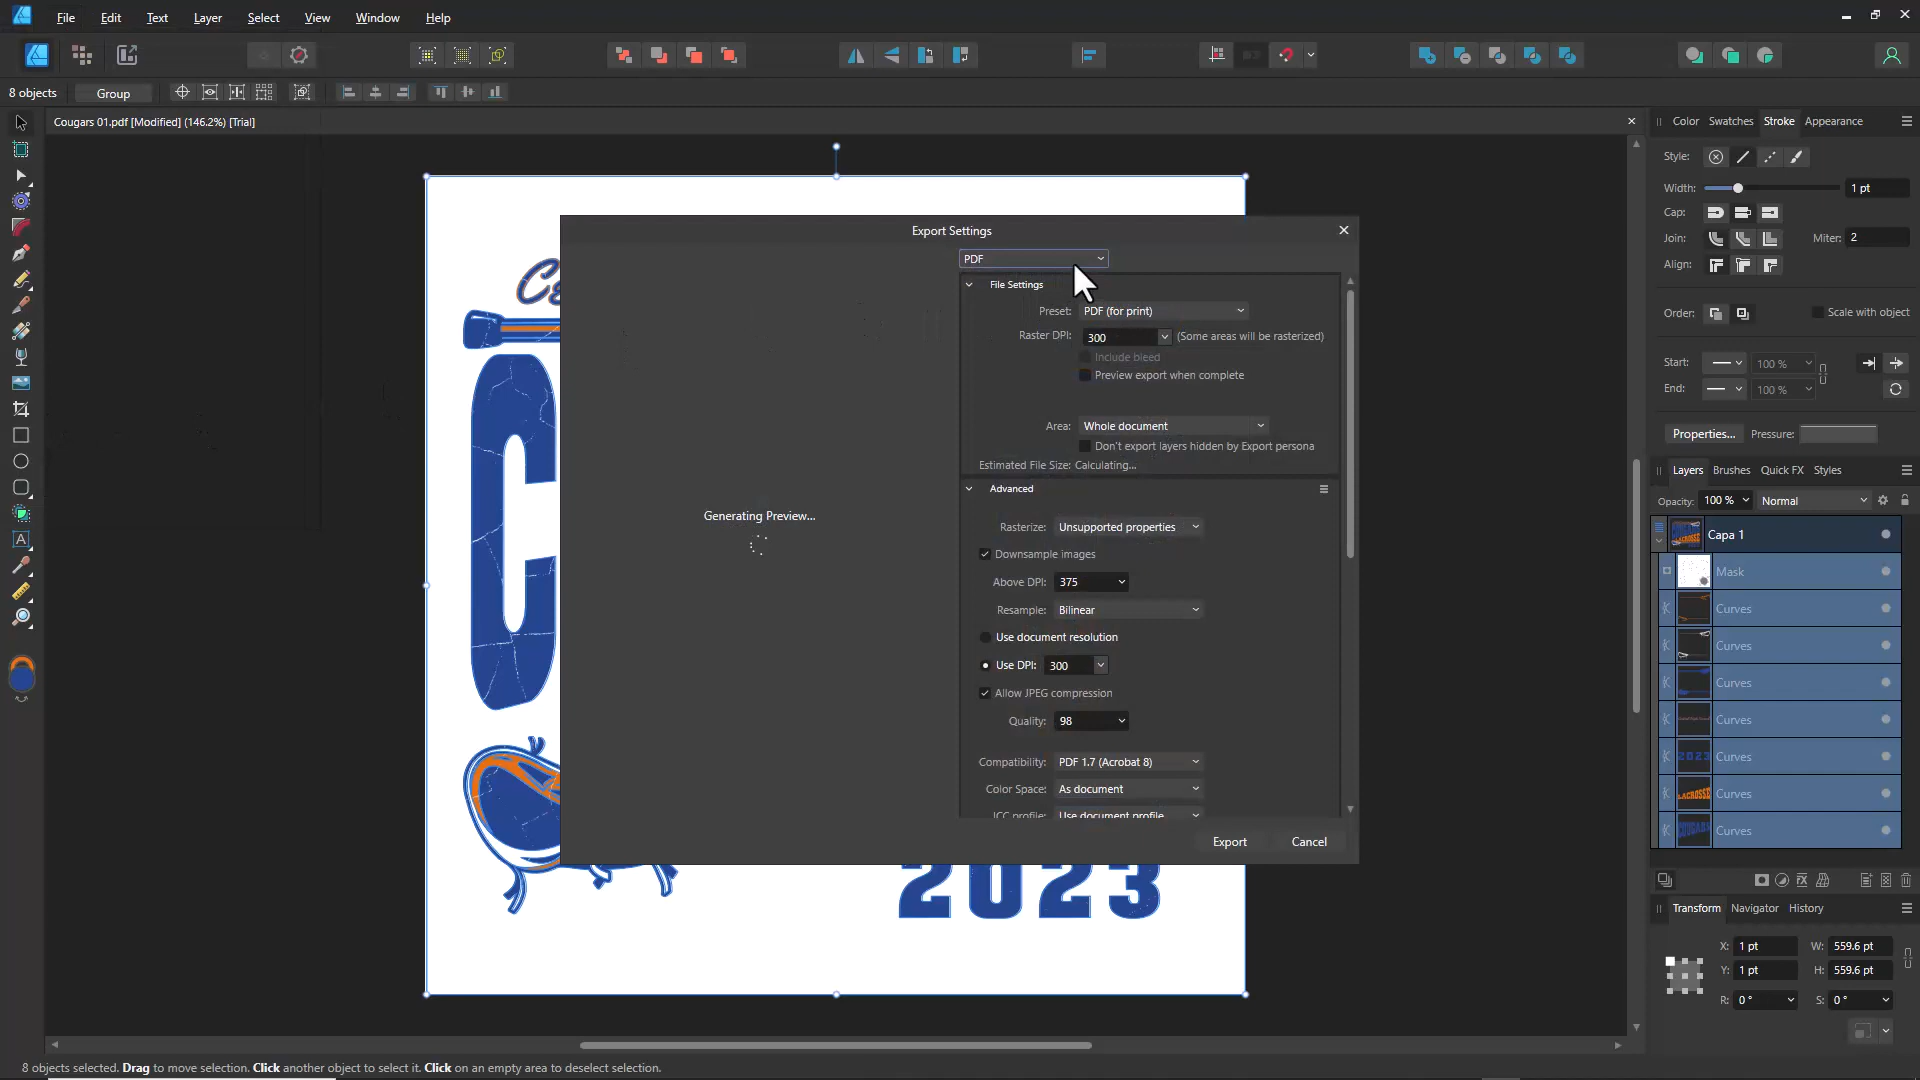 File Edit Text Layer Select View Window Help
8 objects Group
Cougars 01.pdf [Modified] (146.2%) [Trial]
Color Swatches Stroke Appearance
Style:
Width: 1 pt
Cap:
Join: Miter: 2
Align:
Order: Scale with object
Start: 100 %
End: 100 %
Properties... Pressure:
Layers Brushes Quick FX Styles
Opacity: 100 % Normal
Capa 1
Mask
Curves
Curves
Curves
Curves
2023 Curves
LACROSSE Curves
COUGARS Curves
Transform Navigator History
X: 1 pt W: 559.6 pt
Y: 1 pt H: 559.6 pt
R: 0 ° S: 0 °
Export Settings
PDF
File Settings
Preset: PDF (for print)
Raster DPI: 300 (Some areas will be rasterized)
Include bleed
Preview export when complete
Area: Whole document
Don't export layers hidden by Export persona
Estimated File Size: Calculating...
Advanced
Generating Preview...
Rasterize: Unsupported properties
Downsample images
Above DPI: 375
Resample: Bilinear
Use document resolution
Use DPI: 300
Allow JPEG compression
Quality: 98
Compatibility: PDF 1.7 (Acrobat 8)
Color Space: As document
ICC profile: Use document profile
Export Cancel
C
2023
8 objects selected. Drag to move selection. Click another object to select it. Click on an empty area to deselect selection.